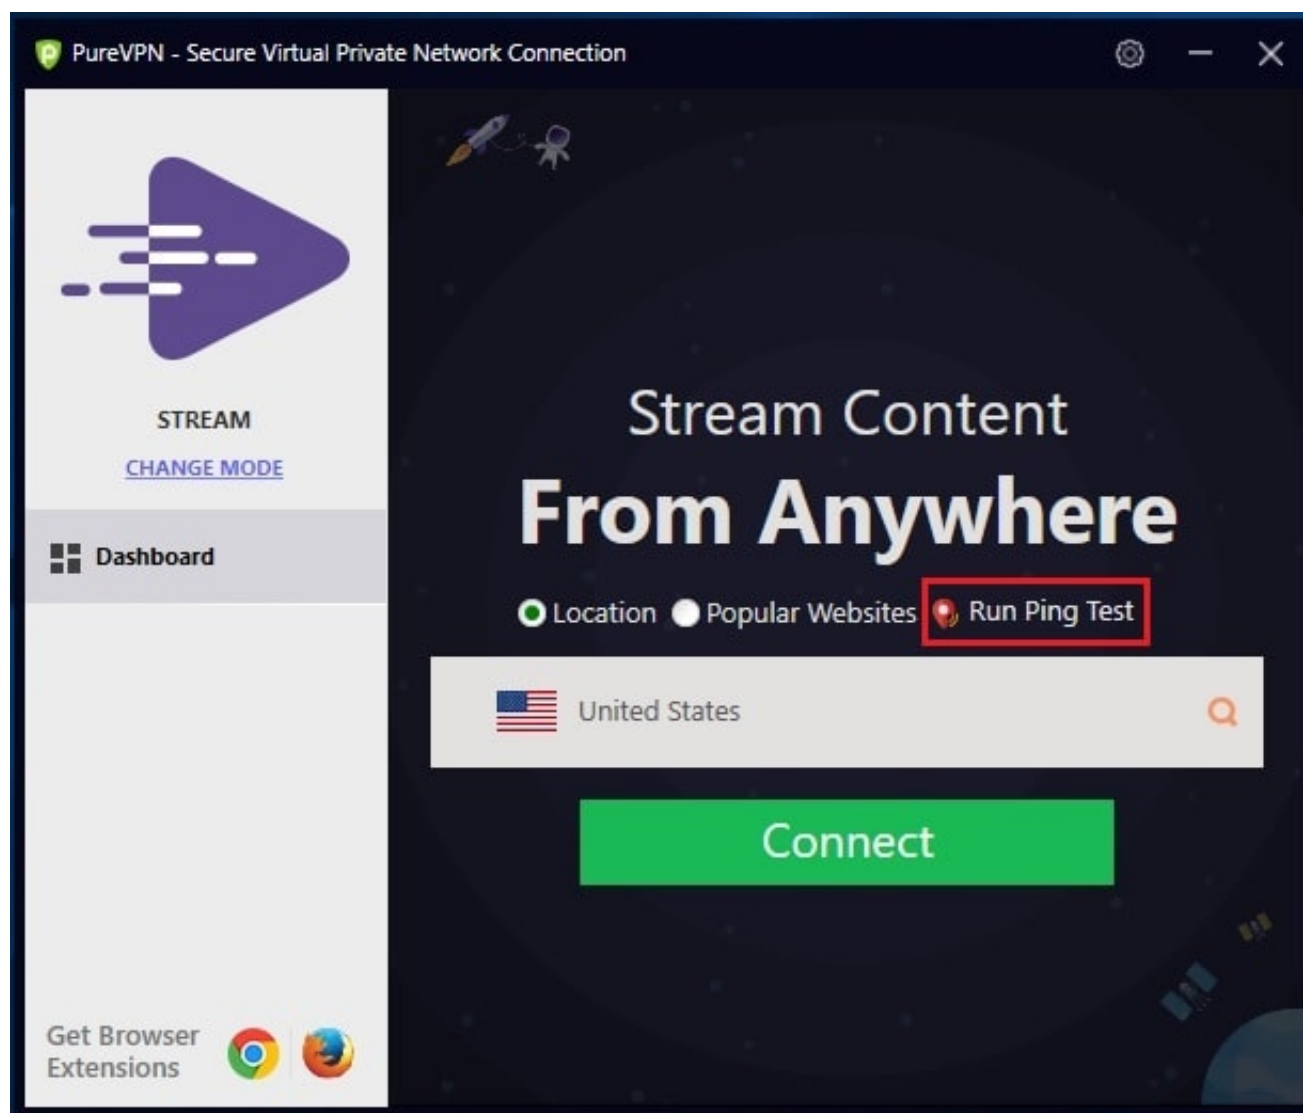 PureVPN - Secure Virtual Private Network Connection
STREAM
CHANGE MODE
Dashboard
Get Browser
Extensions
Stream Content
From Anywhere
Location Popular Websites Run Ping Test
United States
Connect